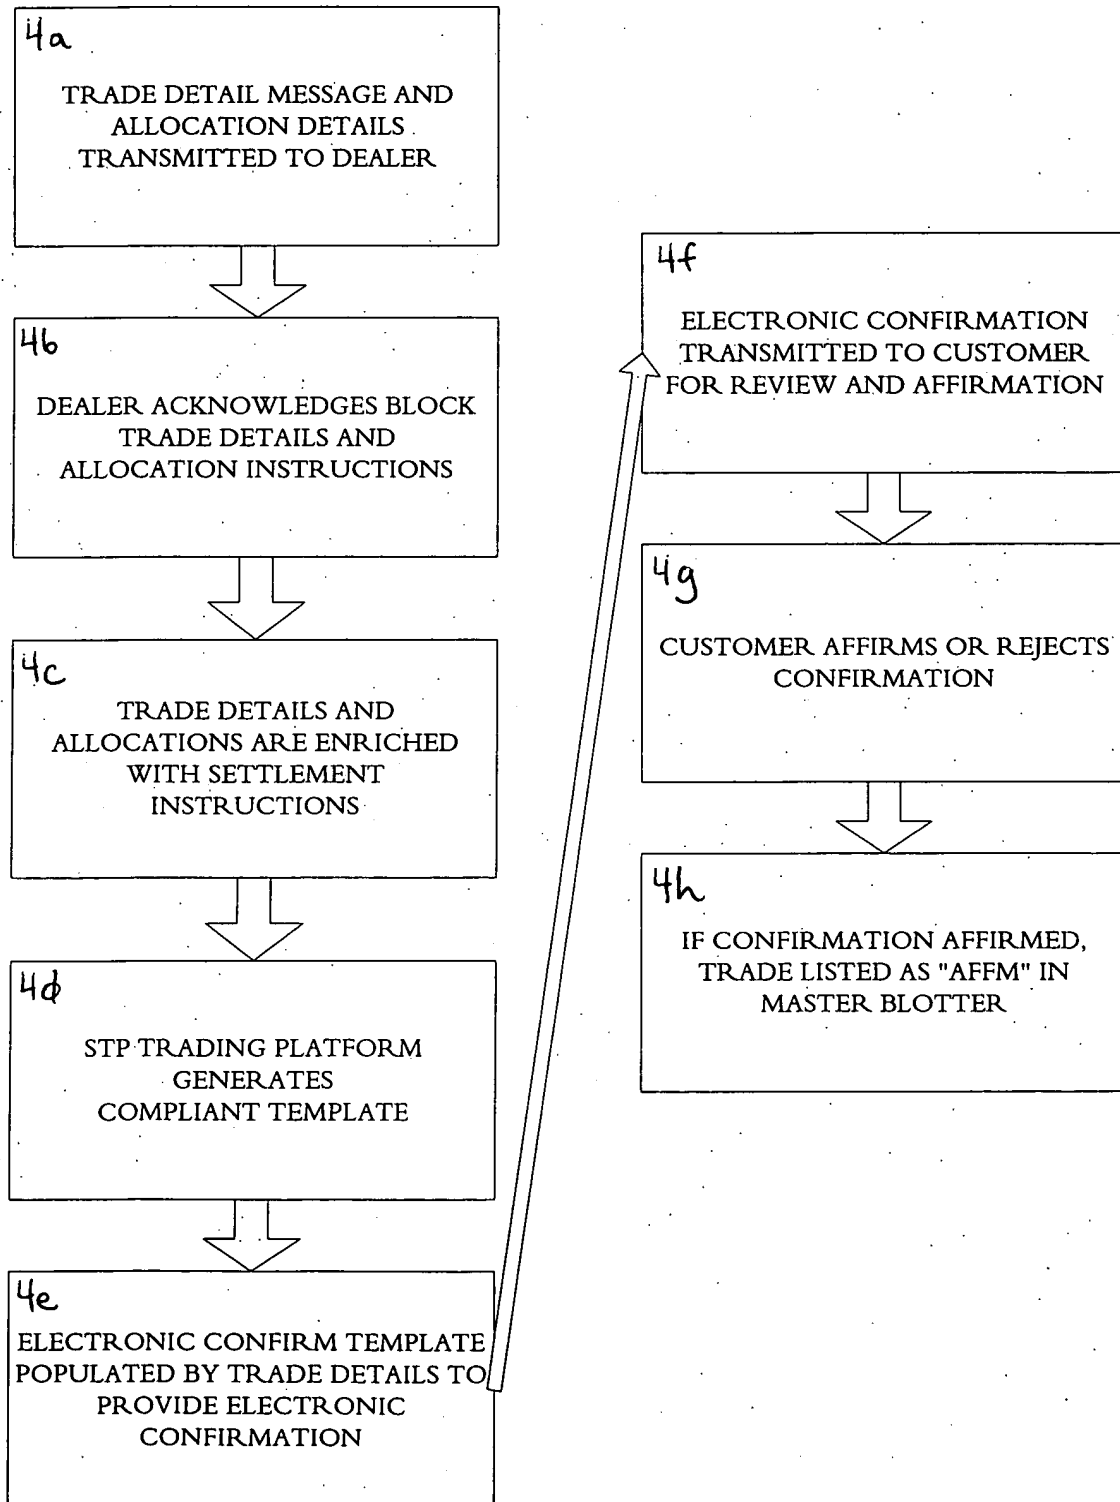 4a
TRADE DETAIL MESSAGE AND
ALLOCATION DETAILS
TRANSMITTED TO DEALER
4b
DEALER ACKNOWLEDGES BLOCK
TRADE DETAILS AND
ALLOCATION INSTRUCTIONS
4c
TRADE DETAILS AND
ALLOCATIONS ARE ENRICHED
WITH SETTLEMENT
INSTRUCTIONS
4d
STP TRADING PLATFORM
GENERATES
COMPLIANT TEMPLATE
4e
ELECTRONIC CONFIRM TEMPLATE
POPULATED BY TRADE DETAILS TO
PROVIDE ELECTRONIC
CONFIRMATION
4f
ELECTRONIC CONFIRMATION
TRANSMITTED TO CUSTOMER
FOR REVIEW AND AFFIRMATION
4g
CUSTOMER AFFIRMS OR REJECTS
CONFIRMATION
4h
IF CONFIRMATION AFFIRMED,
TRADE LISTED AS "AFFM" IN
MASTER BLOTTER